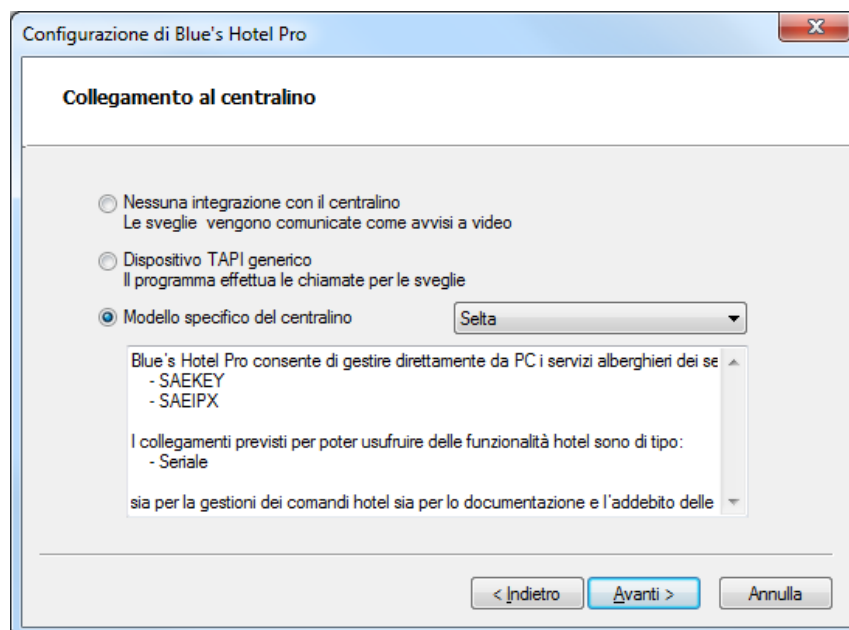 Configurazione di Blue's Hotel Pro
Collegamento al centralino
Nessuna integrazione con il centralino
Le sveglie vengono comunicate come avvisi a video
Dispositivo TAPI generico
Il programma effettua le chiamate per le sveglie
Modello specifico del centralino
Selta
Blue's Hotel Pro consente di gestire direttamente da PC i servizi alberghieri dei se
- SAEKEY
- SAEIPX
I collegamenti previsti per poter usufruire delle funzionalità hotel sono di tipo:
- Seriale
sia per la gestioni dei comandi hotel sia per lo documentazione e l'addebito delle
< Indietro
Avanti >
Annulla